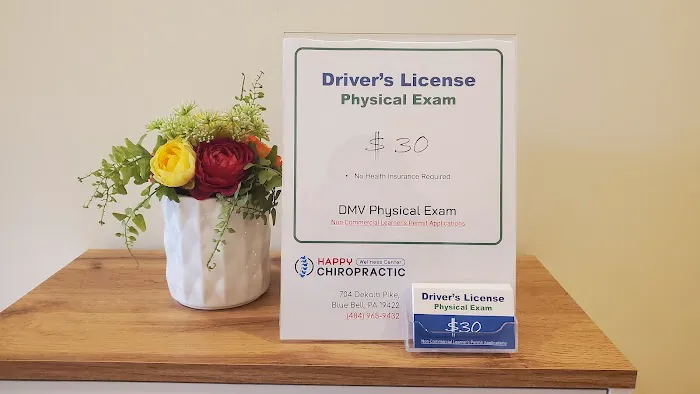 Driver's License
Physical Exam
$30
• No Health Insurance Required
DMV Physical Exam
Non-Commercial Learner's Permit Applications
HAPPY Wellness Center
CHIROPRACTIC
704 Dekalb Pike,
Blue Bell, PA 19422
(484) 965-9432
Driver's License
Physical Exam
$30
Non Commercial Learner's Permit Applications